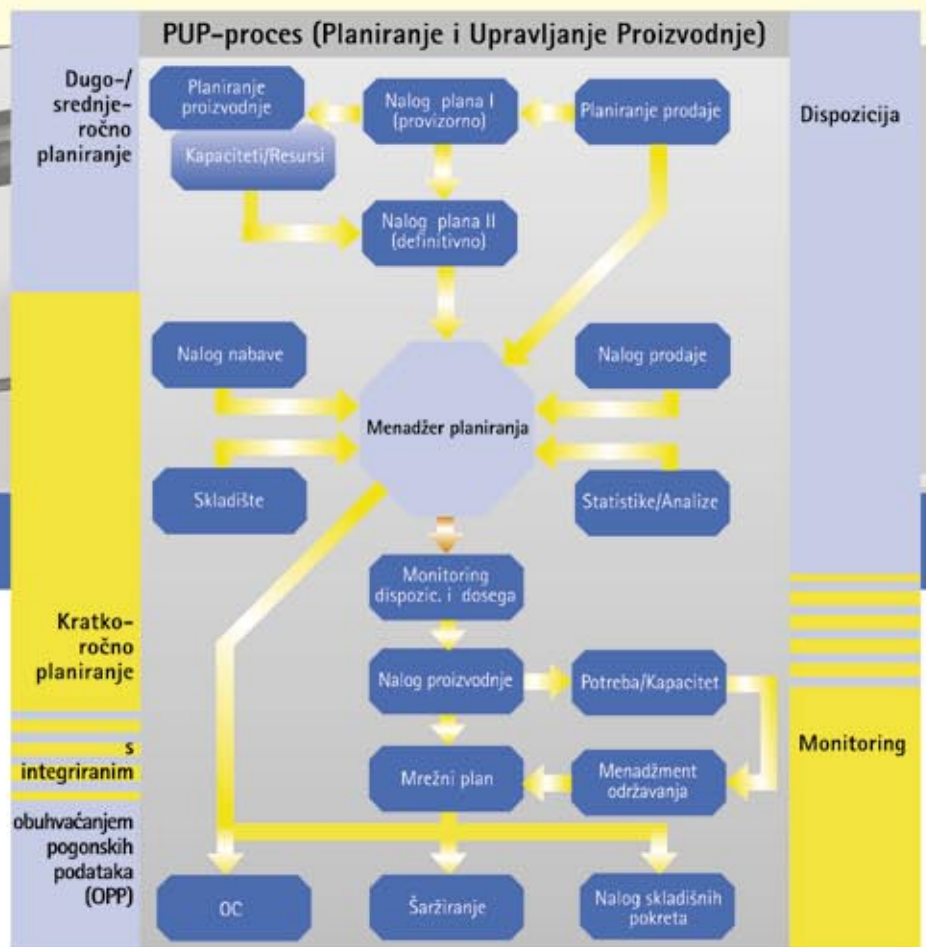 PUP-proces (Planiranje i Upravljanje Proizvodnje)
Dugo-/
srednje-
ročno
planiranje
Planiranje
proizvodnje
Nalog plana I
(provizorno)
Planiranje prodaje
Dispozicija
Kapaciteti/Resursi
Nalog plana II
(definitivno)
Nalog nabave
Nalog prodaje
Menadžer planiranja
Skladište
Statistike/Analize
Monitoring
dispozic. i dosega
Kratko-
ročno
planiranje
Nalog proizvodnje
Potreba/Kapacitet
s
integriranim
Monitoring
Mrežni plan
Menadžment
održavanja
obuhvaćanjem
pogonskih
podataka
(OPP)
OC
Šaržiranje
Nalog skladišnih
pokreta